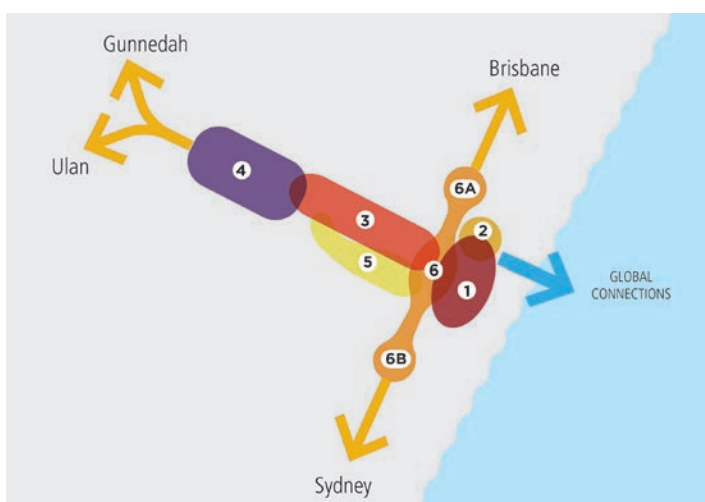 Gunnedah
Brisbane
Ulan
4
6A
3
2
5
6
1
GLOBAL
CONNECTIONS
6B
Sydney